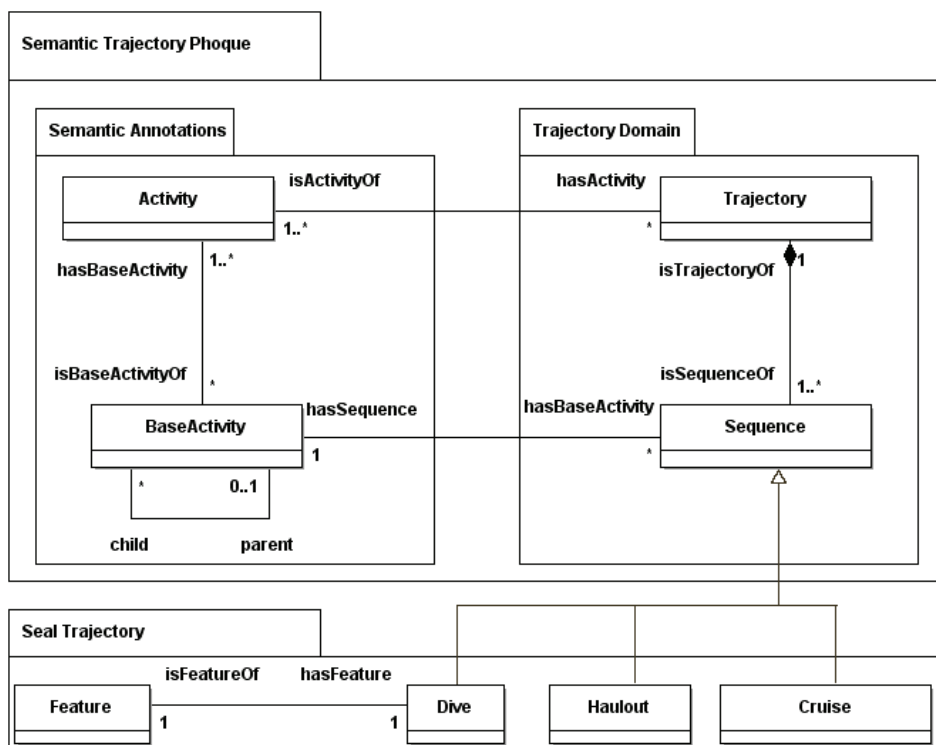 Semantic Trajectory Phoque
Semantic Annotations
Trajectory Domain
Activity
isActivityOf
hasActivity
Trajectory
1..*
*
hasBaseActivity
1..*
isTrajectoryOf
1
isBaseActivityOf
*
isSequenceOf
1..*
BaseActivity
hasSequence
hasBaseActivity
Sequence
1
*
*
0..1
child
parent
Seal Trajectory
isFeatureOf
hasFeature
Feature
1
1
Dive
Haulout
Cruise